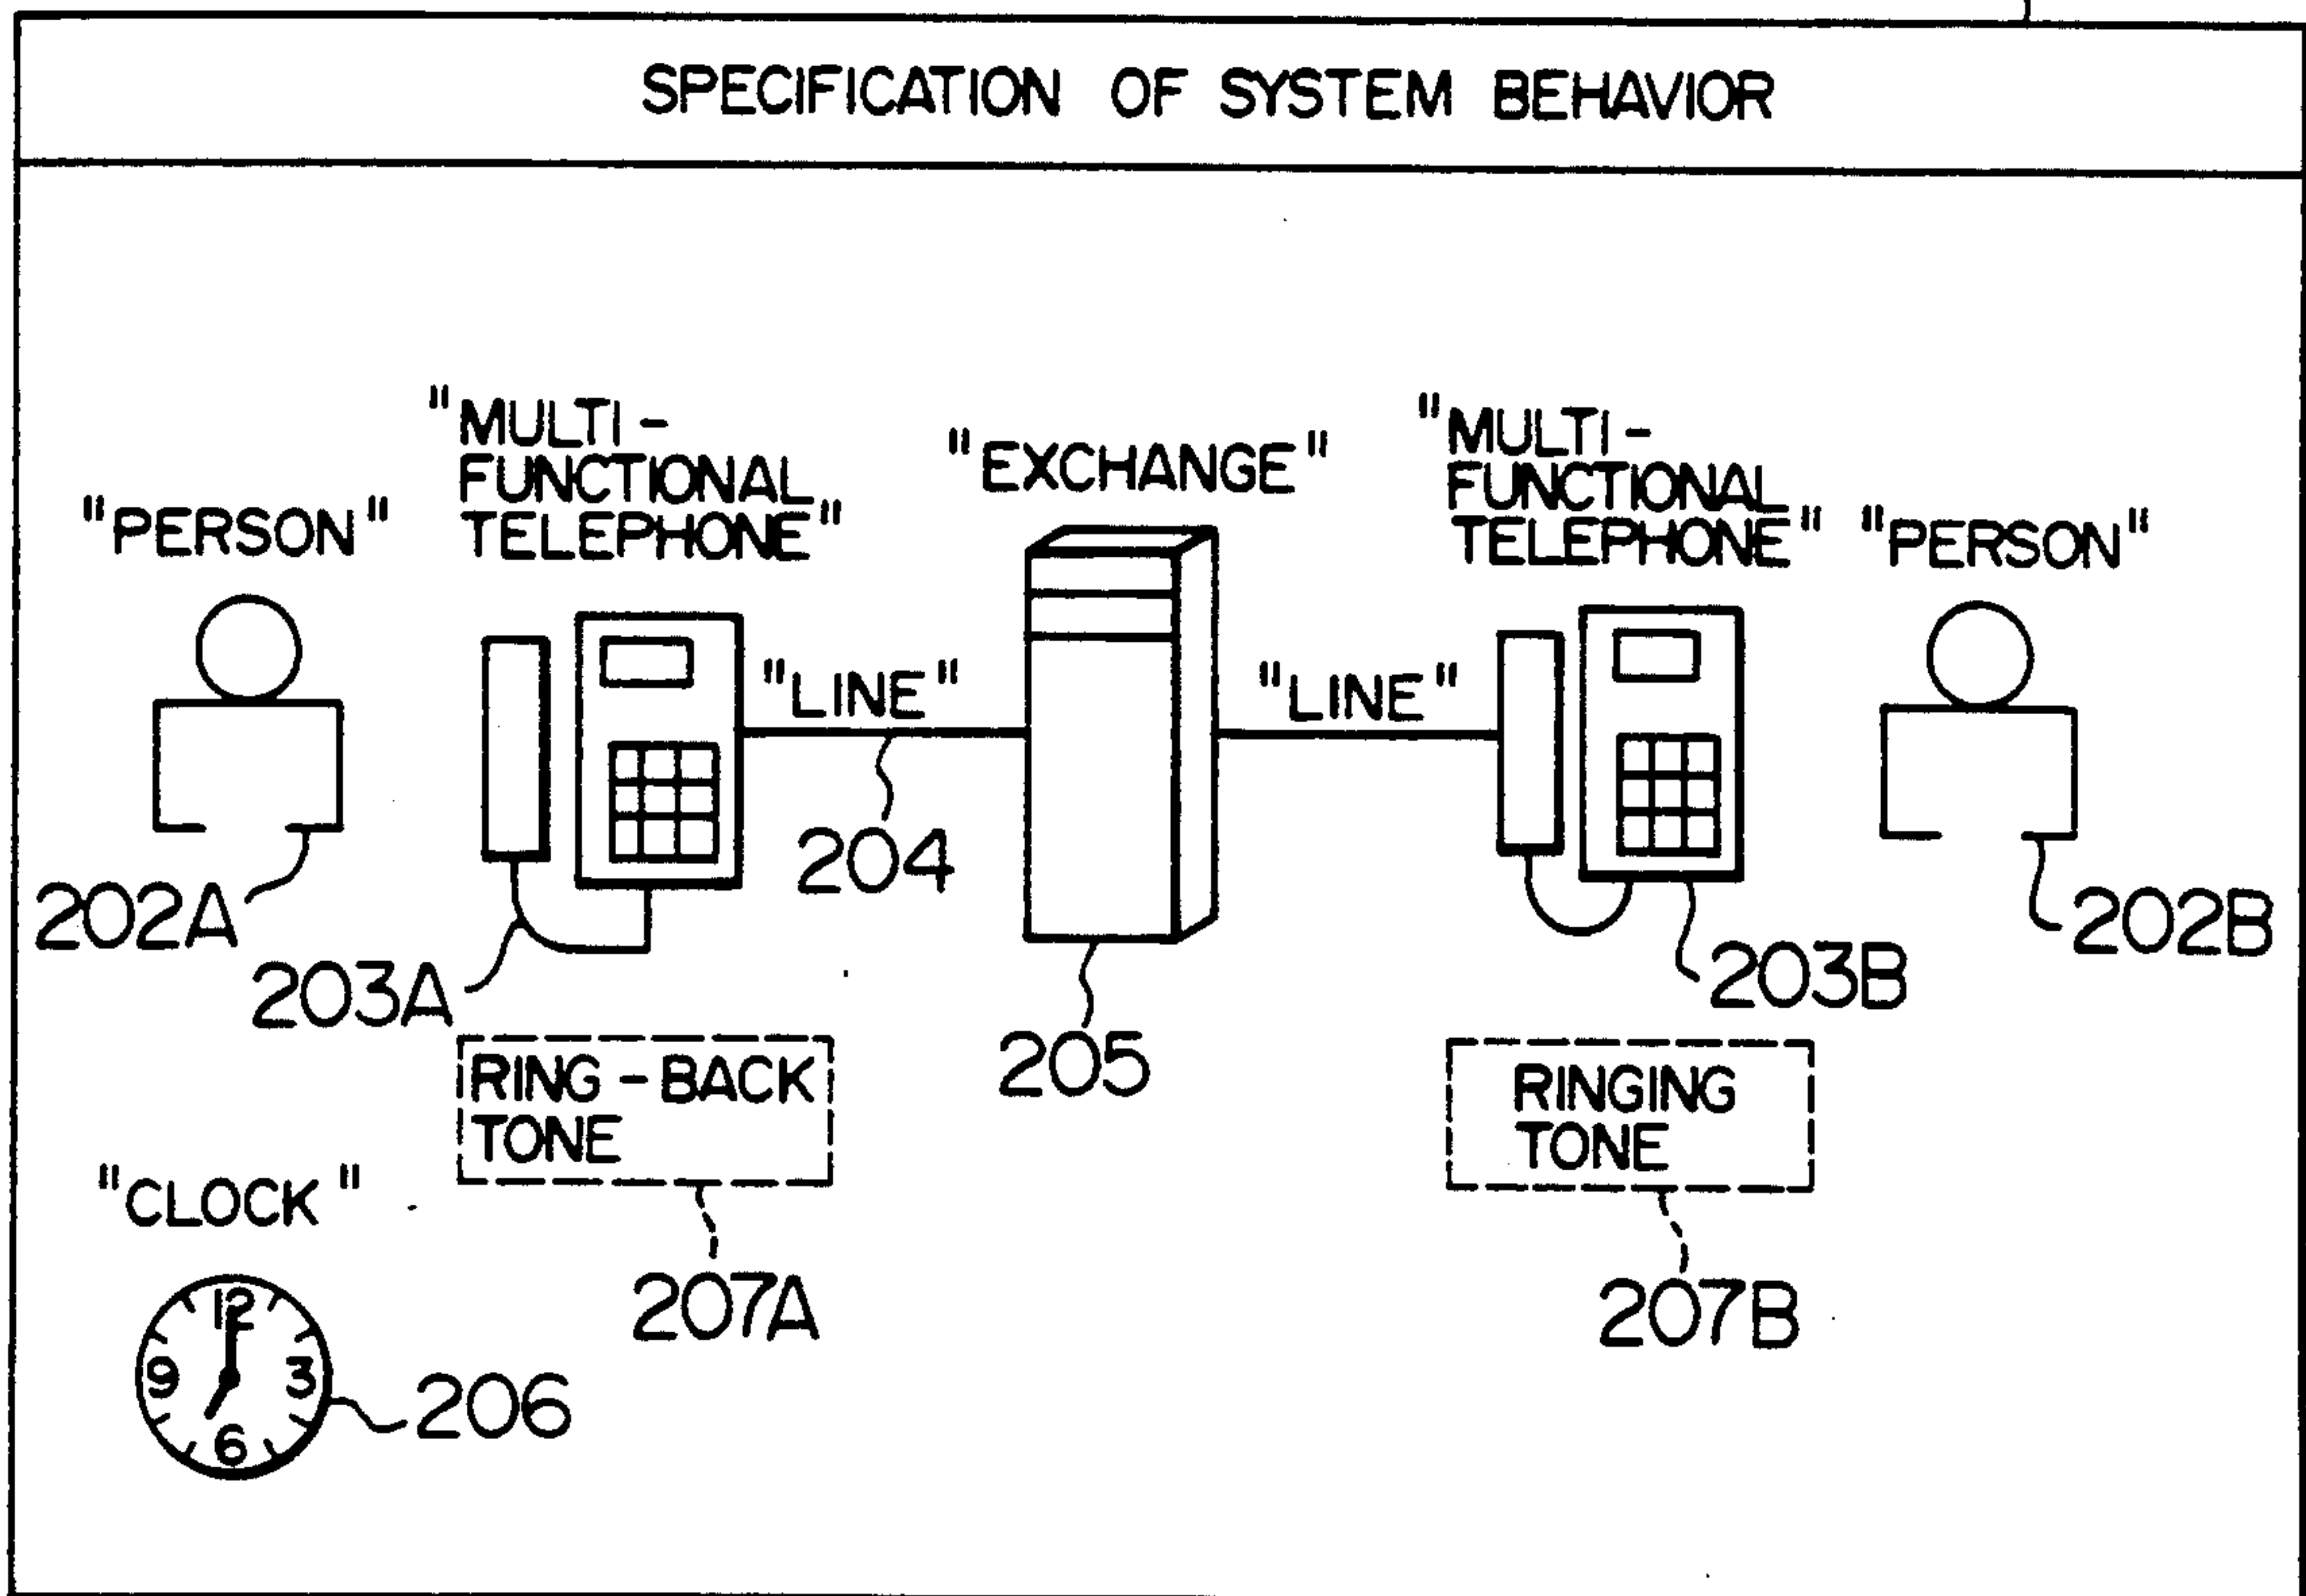 SPECIFICATION OF SYSTEM BEHAVIOR
"PERSON"
"MULTI-
FUNCTIONAL
TELEPHONE"
"EXCHANGE"
"MULTI-
FUNCTIONAL
TELEPHONE"
"PERSON"
"LINE"
"LINE"
202A
203A
204
205
203B
202B
RING-BACK
TONE
RINGING
TONE
207A
207B
"CLOCK"
12
9 3
6
206